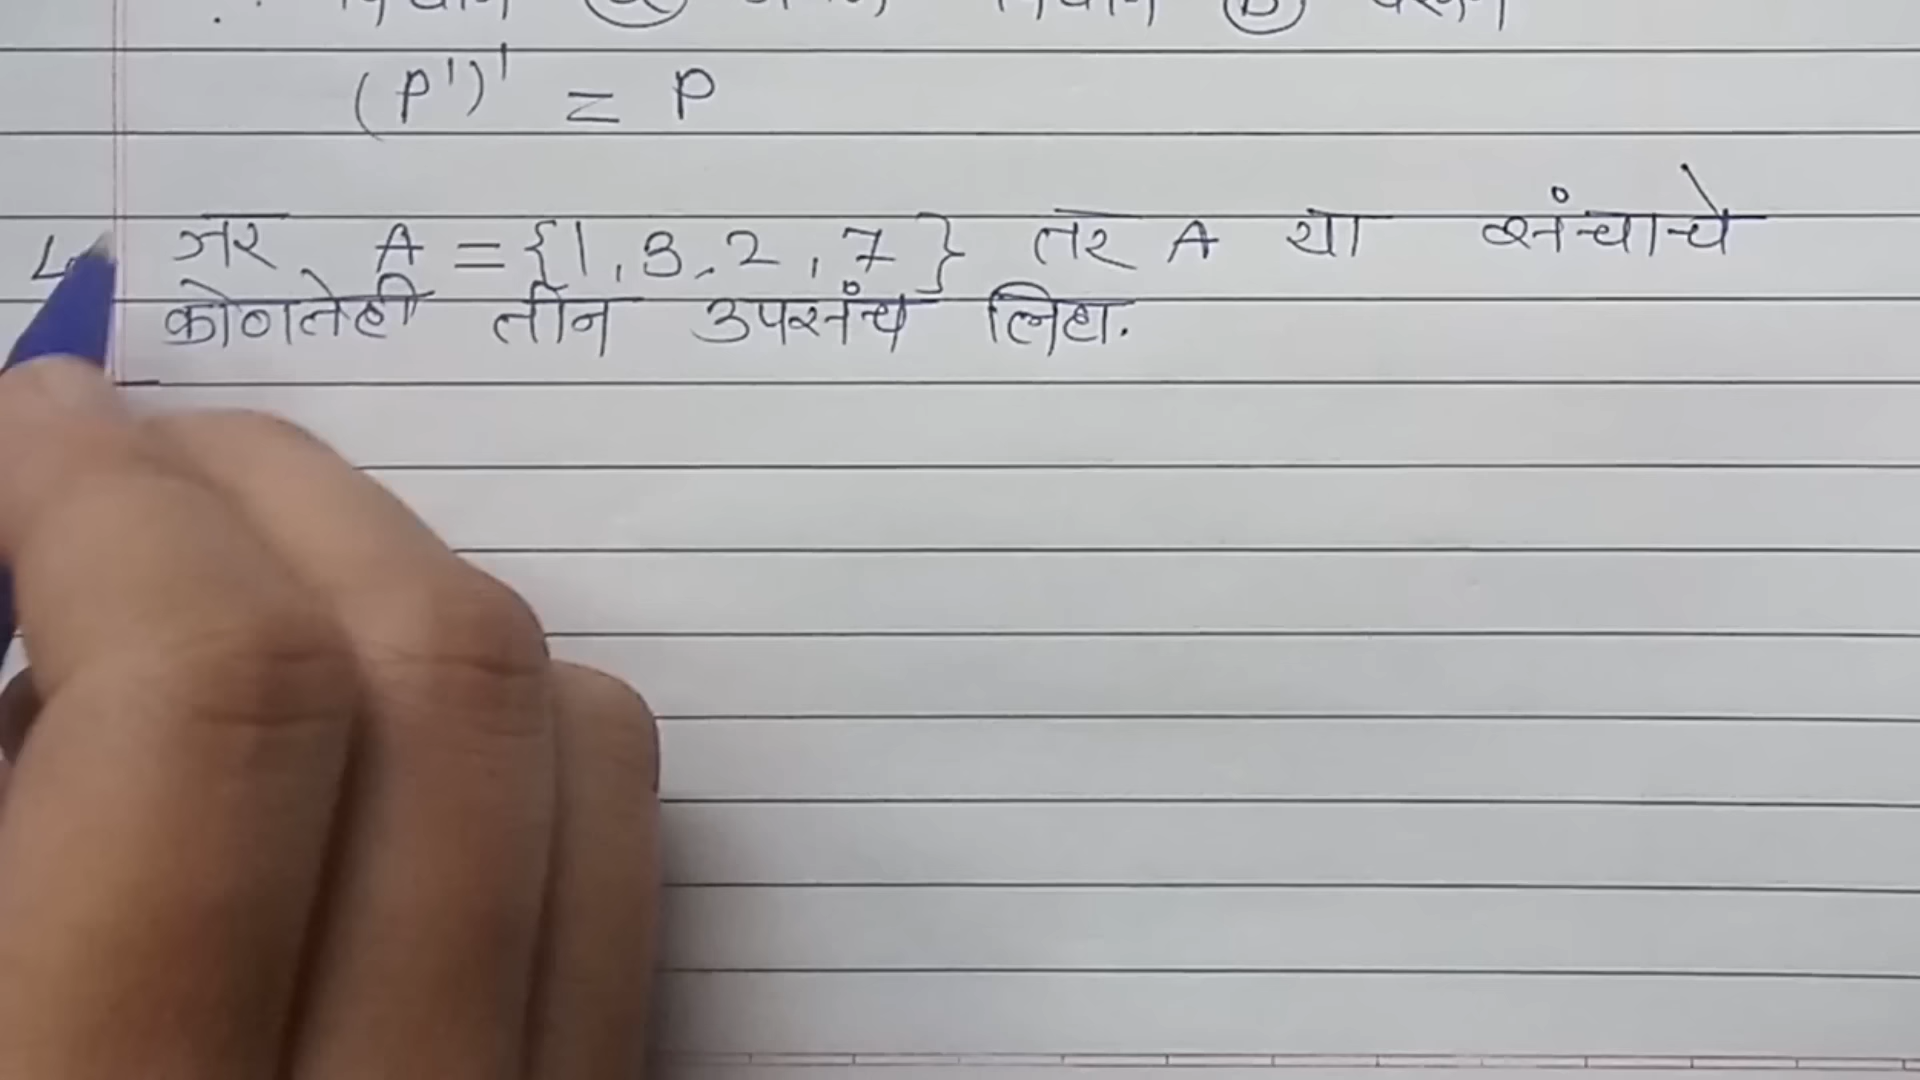 (P')' = P
4. जर A = {1, 3, 2, 7} तर A या संचाचे
कोणतेही तीन उपसंच लिहा.